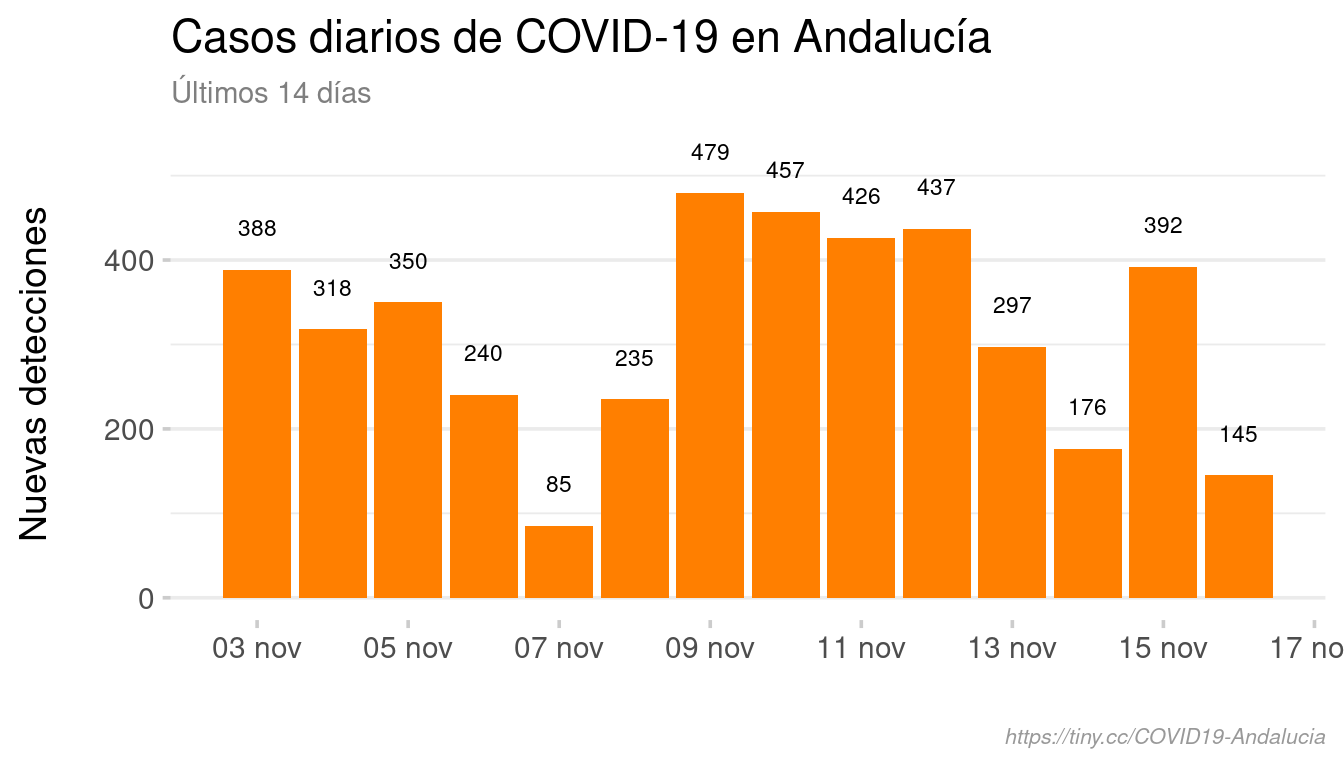 Casos diarios de COVID-19 en Andalucía
Últimos 14 días
Nuevas detecciones
400
200
0
388
318
350
240
85
235
479
457
426
437
297
176
392
145
03 nov
05 nov
07 nov
09 nov
11 nov
13 nov
15 nov
17 no
https://tiny.cc/COVID19-Andalucia